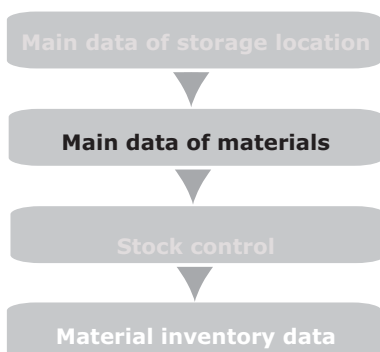 Main data of storage location
Main data of materials
Stock control
Material inventory data